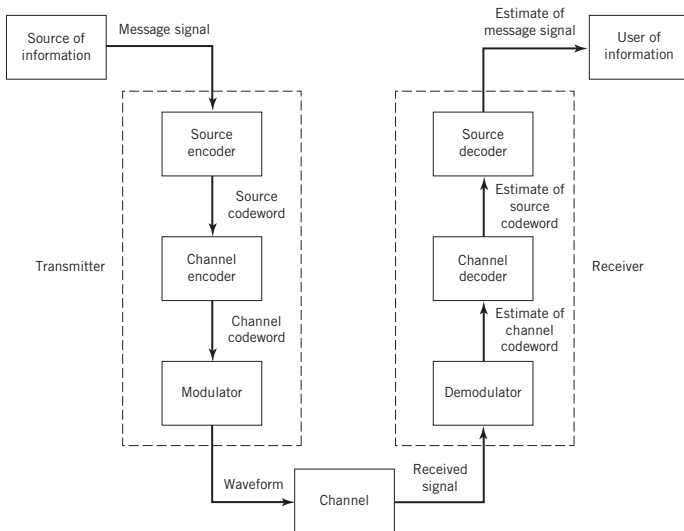 Source of
information
Message signal
Estimate of
message signal
User of
information
Source
encoder
Source
codeword
Transmitter
Channel
encoder
Channel
codeword
Modulator
Waveform
Channel
Received
signal
Demodulator
Estimate of
channel
codeword
Channel
decoder
Receiver
Estimate of
source
codeword
Source
decoder